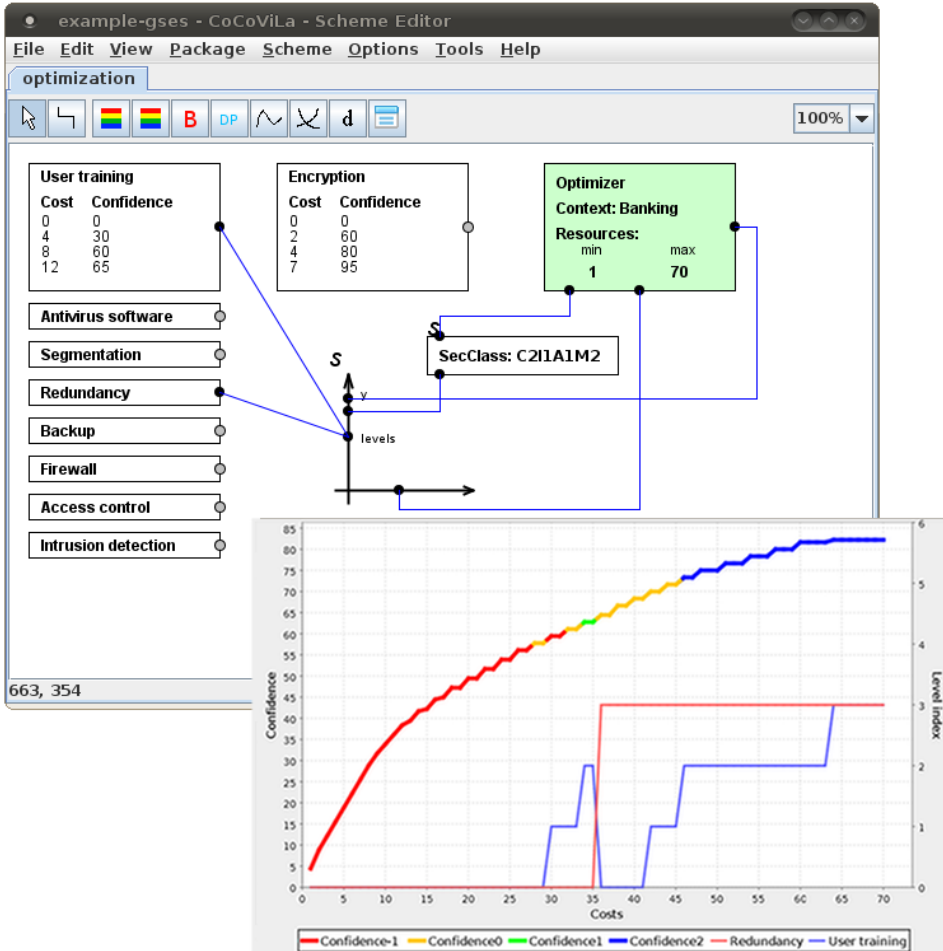 example-gses - CoCoViLa - Scheme Editor
File Edit View Package Scheme Options Tools Help
optimization
B DP d 100%
User training
Cost Confidence
0 0
4 30
8 60
12 65
Encryption
Cost Confidence
0 0
2 60
4 80
7 95
Optimizer
Context: Banking
Resources:
min max
1 70
Antivirus software
Segmentation
Redundancy
Backup
Firewall
Access control
Intrusion detection
S
SecClass: C2I1A1M2
S
y
levels
663, 354
85
80
75
70
65
60
55
50
45
40
35
30
25
20
15
10
5
0
Confidence
6
5
4
3
2
1
0
Level index
0 5 10 15 20 25 30 35 40 45 50 55 60 65 70
Costs
Confidence-1 Confidence0 Confidence1 Confidence2 Redundancy User training